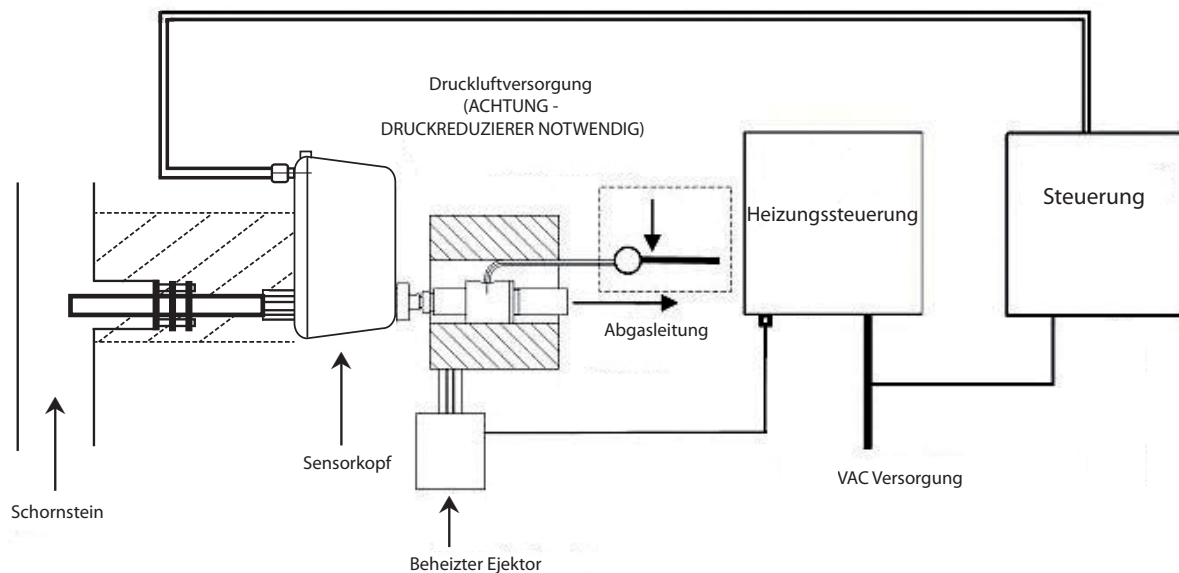 Druckluftversorgung
(ACHTUNG -
DRUCKREDUZIERER NOTWENDIG)
Heizungssteuerung
Steuerung
Abgasleitung
Sensorkopf
VAC Versorgung
Schornstein
Beheizter Ejektor